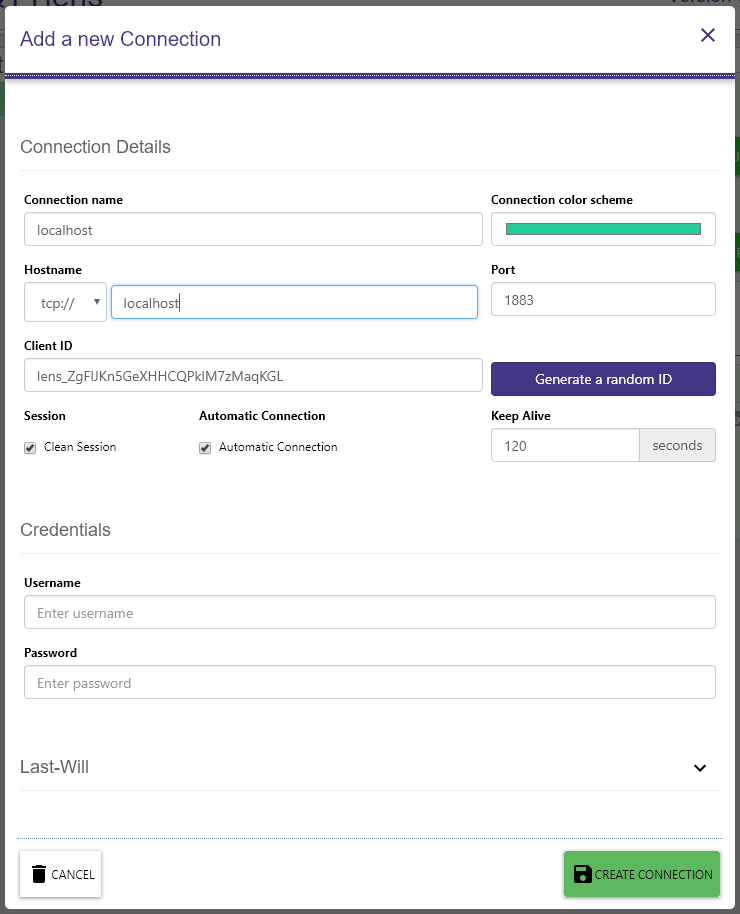 Add a new Connection
Connection Details
Connection name
Connection color scheme
localhost
Hostname
Port
tcp://
localhost
1883
Client ID
lens_ZgFlJKn5GeXHHCQPklM7zMaqKGL
Generate a random ID
Session
Automatic Connection
Keep Alive
Clean Session
Automatic Connection
120
seconds
Credentials
Username
Enter username
Password
Enter password
Last-Will
CANCEL
CREATE CONNECTION